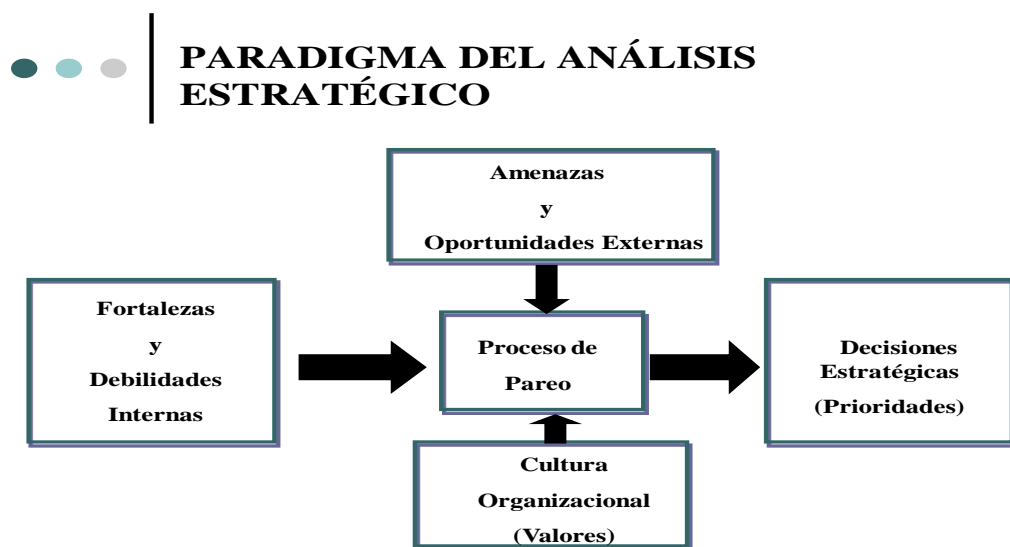 PARADIGMA DEL ANÁLISIS
ESTRATÉGICO
Amenazas
y
Oportunidades Externas
Fortalezas
y
Debilidades
Internas
Proceso de
Pareo
Decisiones
Estratégicas
(Prioridades)
Cultura
Organizacional
(Valores)